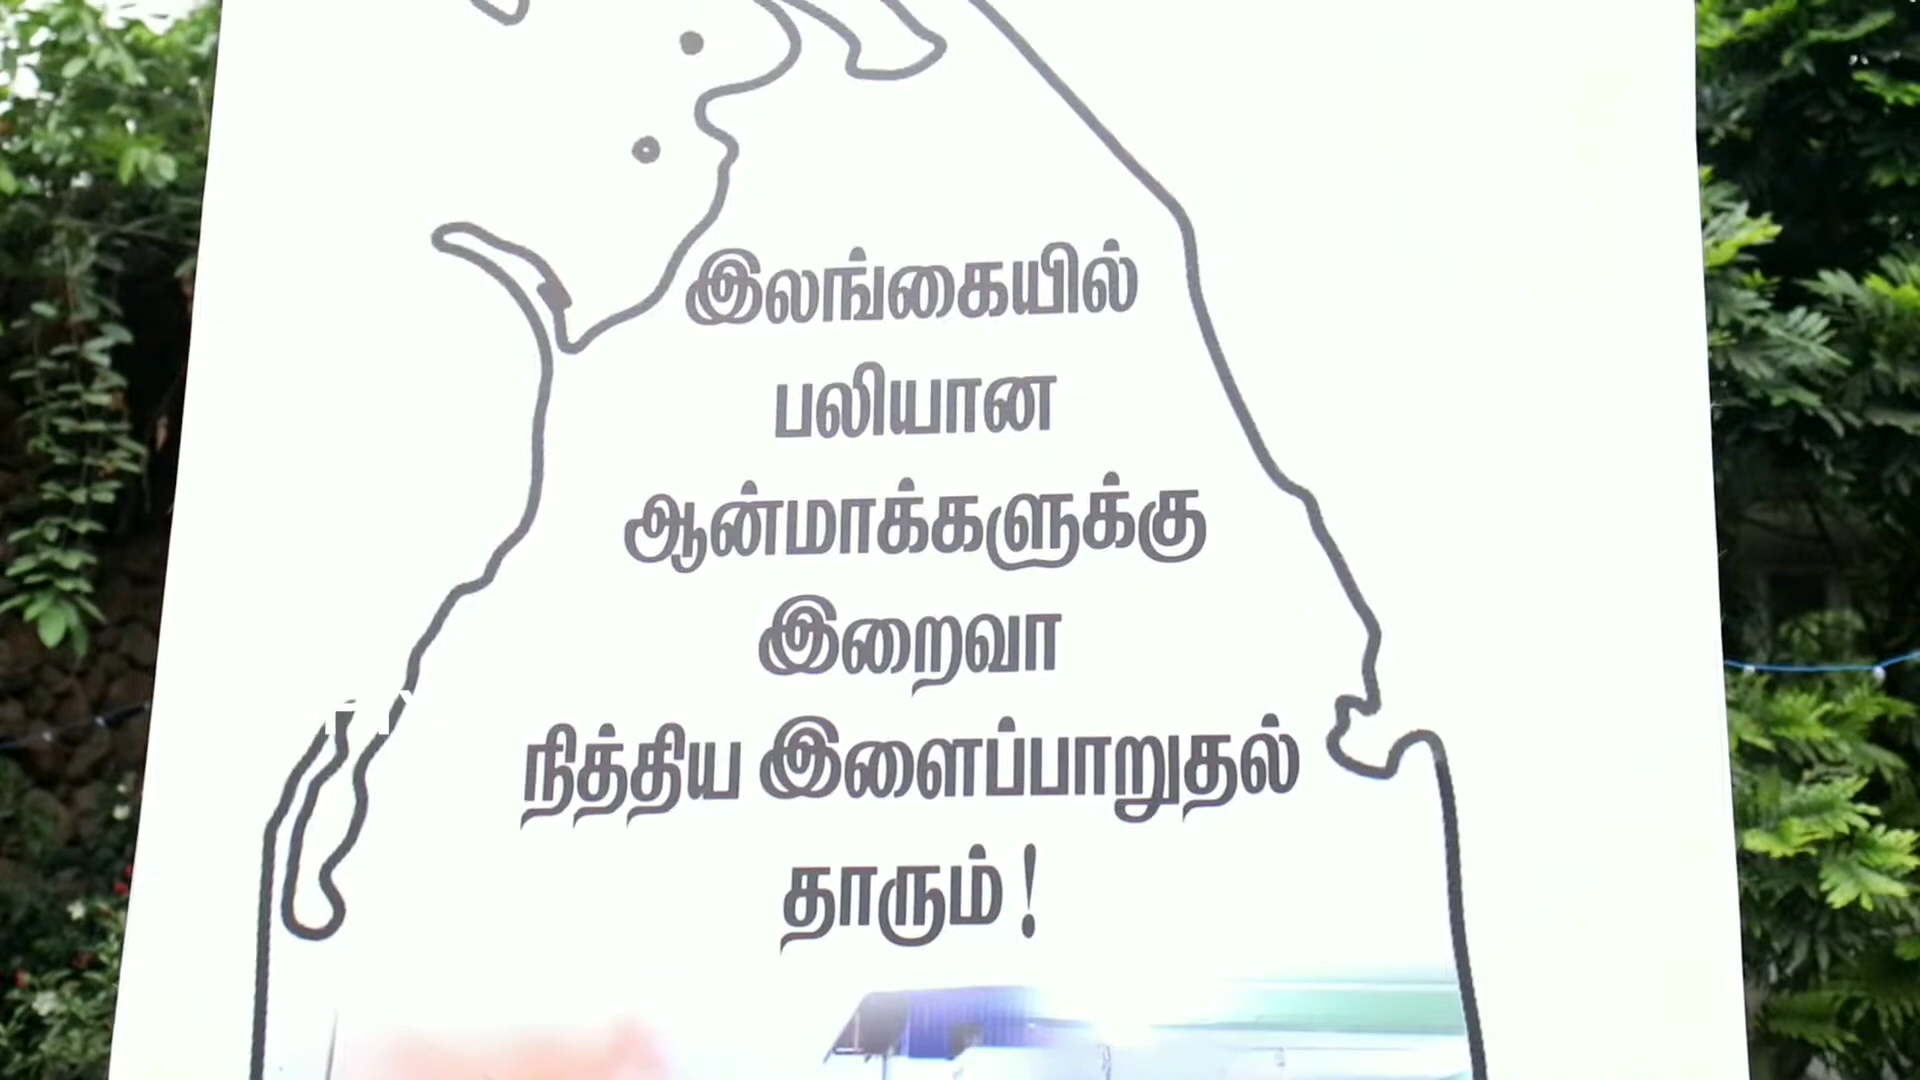 இலங்கையில்
பலியான
ஆன்மாக்களுக்கு
இறைவா
நித்திய இளைப்பாறுதல்
தாரும் !